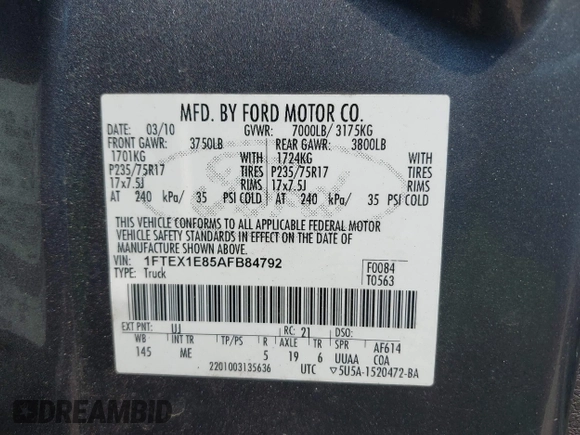 MFD. BY FORD MOTOR CO.
DATE: 03/10 GVWR: 7000LB/ 3175KG
FRONT GAWR: 3750LB REAR GAWR: 3800LB
1701KG WITH 1724KG WITH
P235/75R17 TIRES P235/75R17 TIRES
17x7.5J RIMS 17x7.5J RIMS
AT 240 kPa/ 35 PSI COLD AT 240 kPa/ 35 PSI COLD
THIS VEHICLE CONFORMS TO ALL APPLICABLE FEDERAL MOTOR
VEHICLE SAFETY STANDARDS IN EFFECT ON THE DATE OF
MANUFACTURE SHOWN ABOVE.
VIN: 1FTEX1E85AFB84792 F0084
TYPE: Truck T0563
EXT PNT: UJ RC: 21 DSO:
WB INT TR TP/PS R AXLE TR SPR AF614
145 ME 5 19 6 UUAA COA
2201003135636 UTC ▽5U5A-1520472-BA
Ford
DREAMBID